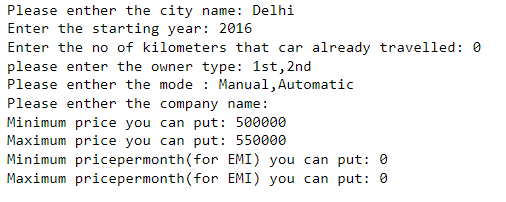 Please enther the city name: Delhi
Enter the starting year: 2016
Enter the no of kilometers that car already travelled: 0
please enter the owner type: 1st,2nd
Please enther the mode : Manual,Automatic
Please enther the company name:
Minimum price you can put: 500000
Maximum price you can put: 550000
Minimum pricepermonth(for EMI) you can put: 0
Maximum pricepermonth(for EMI) you can put: 0